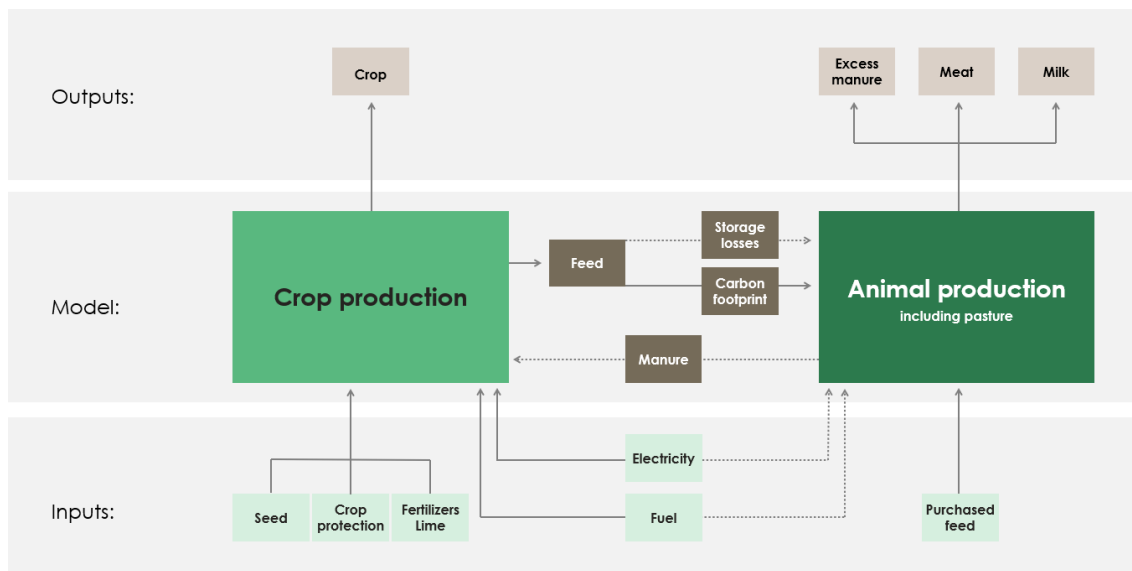 Outputs:
Crop
Excess
manure
Meat
Milk
Model:
Crop production
Feed
Storage
losses
Carbon
footprint
Manure
Animal production
including pasture
Inputs:
Seed
Crop
protection
Fertilizers
Lime
Electricity
Fuel
Purchased
feed